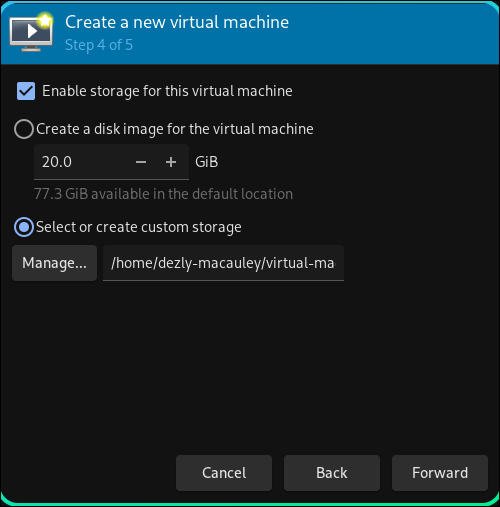 Create a new virtual machine
Step 4 of 5
Enable storage for this virtual machine
Create a disk image for the virtual machine
20.0 − + GiB
77.3 GiB available in the default location
Select or create custom storage
Manage... /home/dezly-macauley/virtual-ma
Cancel Back Forward